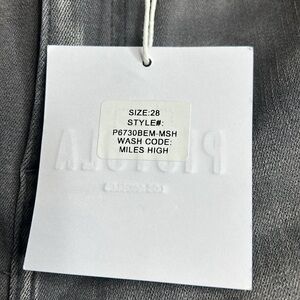 SIZE:28
STYLE#:
P6730BEM-MSH
WASH CODE:
MILES HIGH